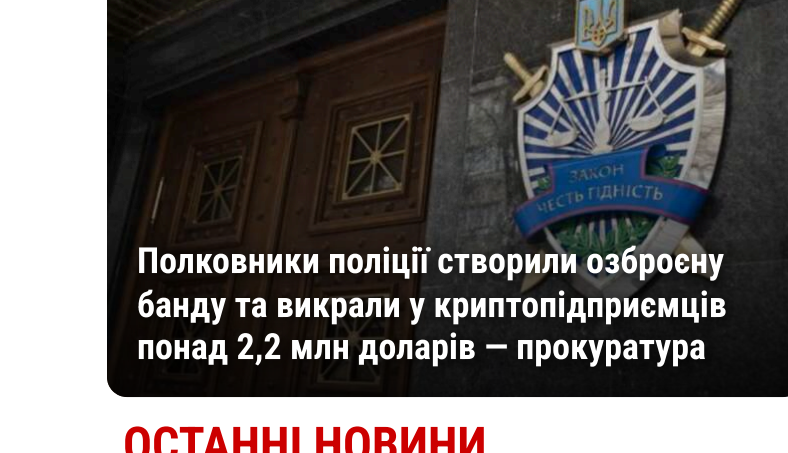 ЗАКОН
ЧЕСТЬ ГІДНІСТЬ
Полковники поліції створили озброєну
банду та викрали у криптопідприємців
понад 2,2 млн доларів — прокуратура
ОСТАННІ НОВИНИ